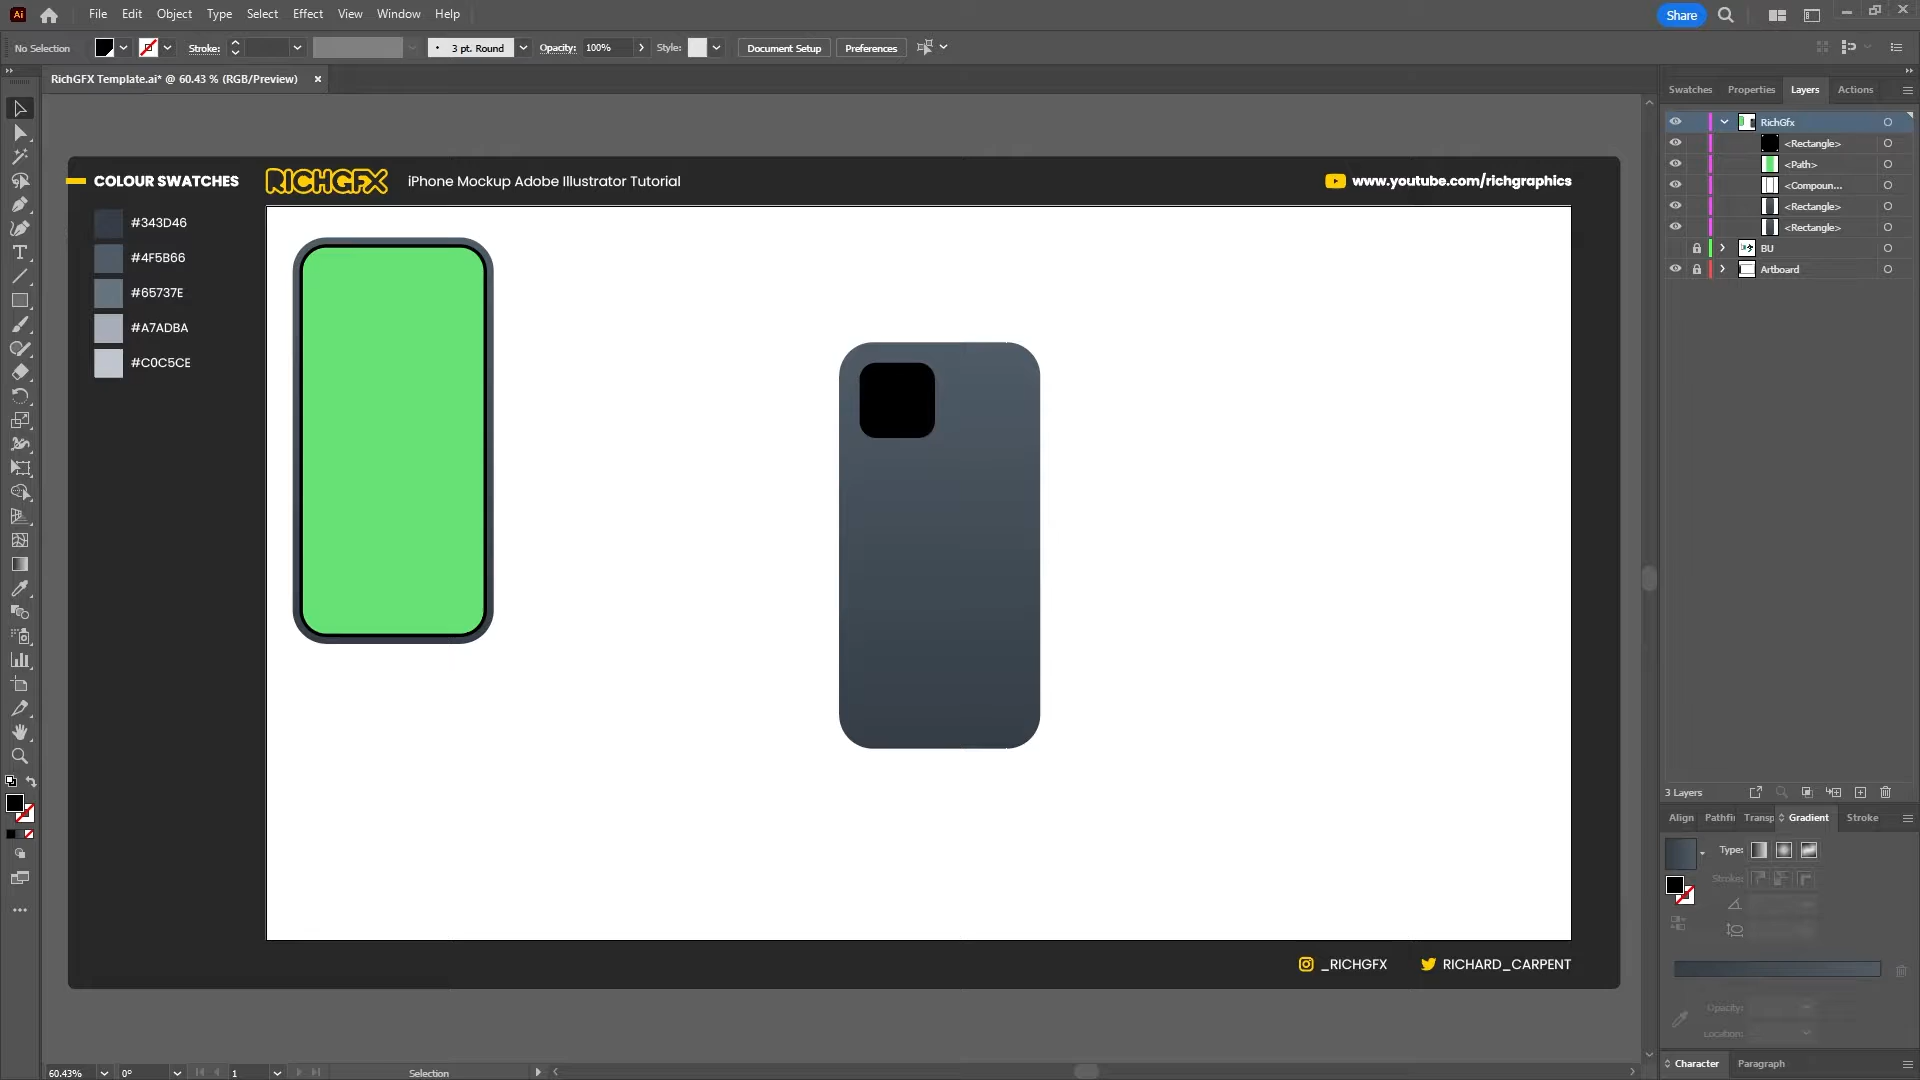 Ai File Edit Object Type Select Effect View Window Help Share
No Selection Stroke: 3 pt. Round Opacity: 100% Style: Document Setup Preferences
RichGFX Template.ai* @ 60.43 % (RGB/Preview) ×
Swatches Properties Layers Actions
RichGfx
<Rectangle>
<Path>
<Compoun...
<Rectangle>
<Rectangle>
BU
Artboard
COLOUR SWATCHES RICHGFX iPhone Mockup Adobe Illustrator Tutorial www.youtube.com/richgraphics
#343D46
#4F5B66
#65737E
#A7ADBA
#C0C5CE
3 Layers
Align Pathfi Transp Gradient Stroke
Type:
Stroke:
Opacity:
Location:
_RICHGFX RICHARD_CARPENT
Character Paragraph
60.43% 0° 1 Selection